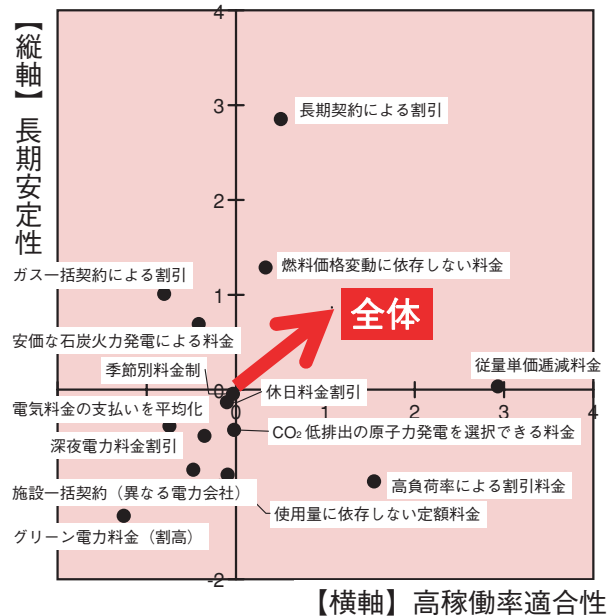 【縦軸】長期安定性
4
3
長期契約による割引
2
燃料価格変動に依存しない料金
ガス一括契約による割引
1
全体
安価な石炭火力発電による料金
従量単価逓減料金
季節別料金制
0
休日料金割引
電気料金の支払いを平均化
0
1
2
3
4
CO₂低排出の原子力発電を選択できる料金
深夜電力料金割引
高負荷率による割引料金
施設一括契約（異なる電力会社）
使用量に依存しない定額料金
グリーン電力料金（割高）
-2
【横軸】高稼働率適合性